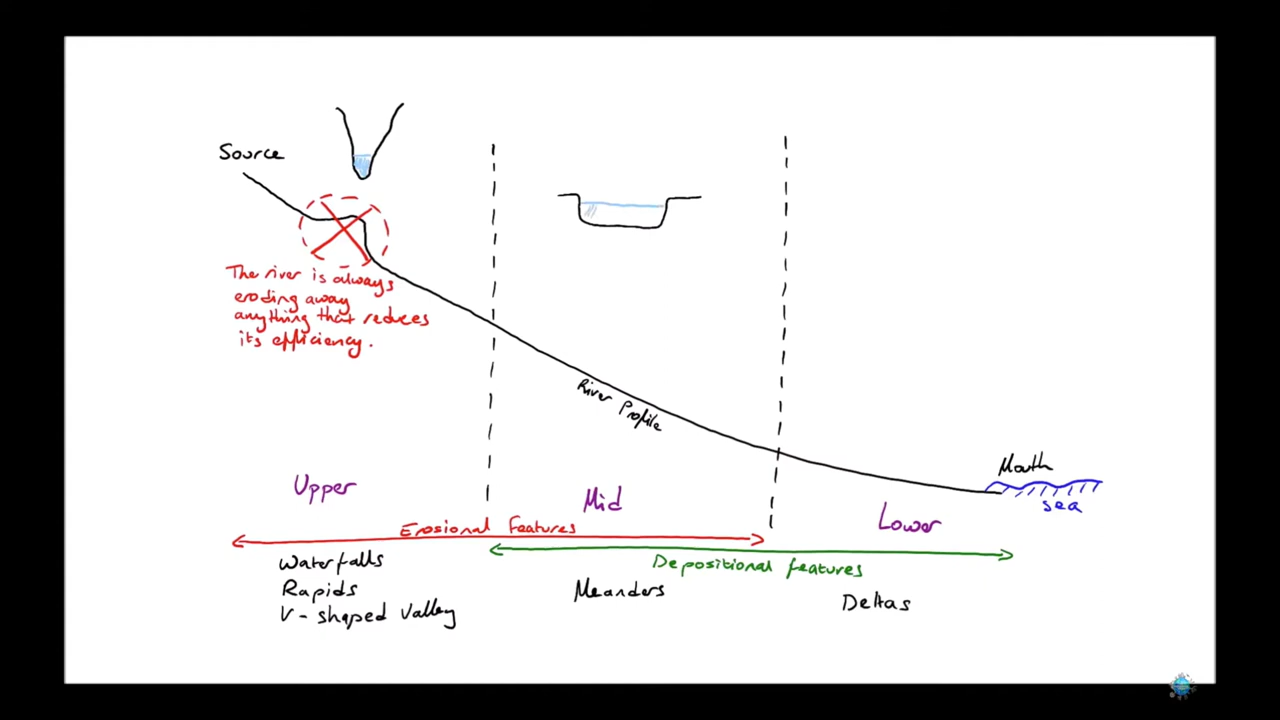 Source
The river is always
eroding away
anything that reduces
its efficiency.
River Profile
Mouth
sea
Upper
Mid
Lower
Erosional features
Depositional features
Waterfalls
Rapids
V-shaped valley
Meanders
Deltas